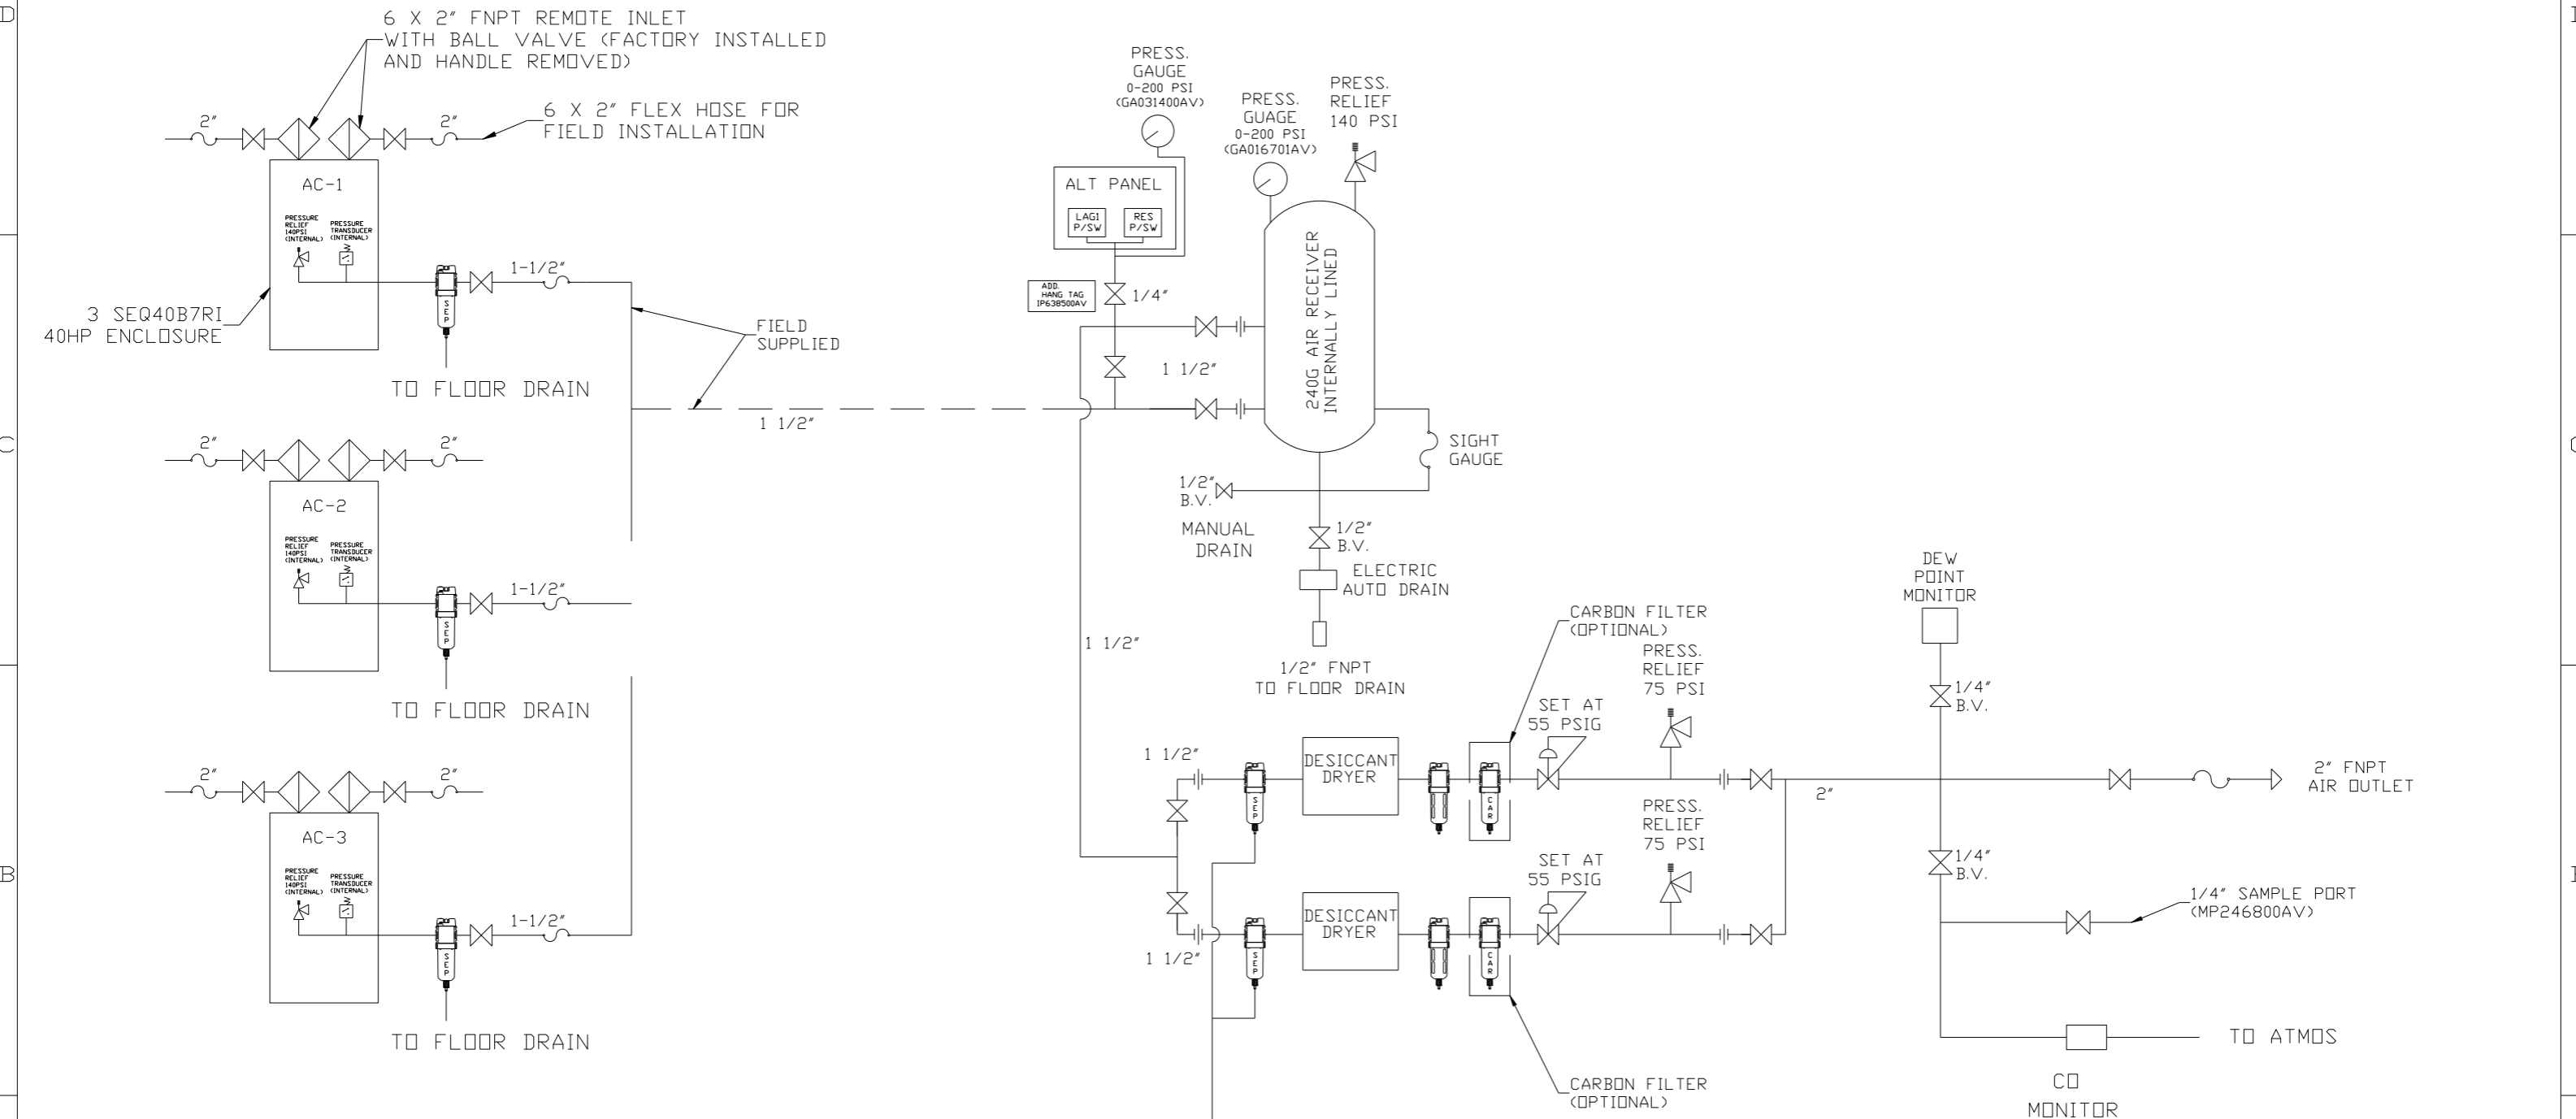 D
6 X 2" FNPT REMOTE INLET
WITH BALL VALVE (FACTORY INSTALLED
AND HANDLE REMOVED)
6 X 2" FLEX HOSE FOR
FIELD INSTALLATION
2"
2"
AC-1
PRESSURE
RELIEF
140PSI
(INTERNAL)
PRESSURE
TRANSDUCER
(INTERNAL)
SEP
1-1/2"
3 SEQ40B7RI
40HP ENCLOSURE
TO FLOOR DRAIN
FIELD
SUPPLIED
1 1/2"
C
2"
2"
AC-2
PRESSURE
RELIEF
140PSI
(INTERNAL)
PRESSURE
TRANSDUCER
(INTERNAL)
SEP
1-1/2"
TO FLOOR DRAIN
2"
2"
AC-3
PRESSURE
RELIEF
140PSI
(INTERNAL)
PRESSURE
TRANSDUCER
(INTERNAL)
SEP
1-1/2"
TO FLOOR DRAIN
B
PRESS.
GAUGE
0-200 PSI
(GA031400AV)
PRESS.
GUAGE
0-200 PSI
(GA016701AV)
PRESS.
RELIEF
140 PSI
ALT PANEL
LAG1
P/SW
RES
P/SW
ADD.
HANG TAG
IP638500AV
1/4"
1 1/2"
240G AIR RECEIVER
INTERNALLY LINED
SIGHT
GAUGE
1/2"
B.V.
MANUAL
DRAIN
1/2"
B.V.
ELECTRIC
AUTO DRAIN
1/2" FNPT
TO FLOOR DRAIN
1 1/2"
CARBON FILTER
(OPTIONAL)
PRESS.
RELIEF
75 PSI
SET AT
55 PSIG
1 1/2"
SEP
DESICCANT
DRYER
CAR
PRESS.
RELIEF
75 PSI
SET AT
55 PSIG
1 1/2"
SEP
DESICCANT
DRYER
CAR
CARBON FILTER
(OPTIONAL)
2"
DEW
POINT
MONITOR
1/4"
B.V.
2" FNPT
AIR OUTLET
1/4"
B.V.
1/4" SAMPLE PORT
(MP246800AV)
TO ATMOS
CO
MONITOR